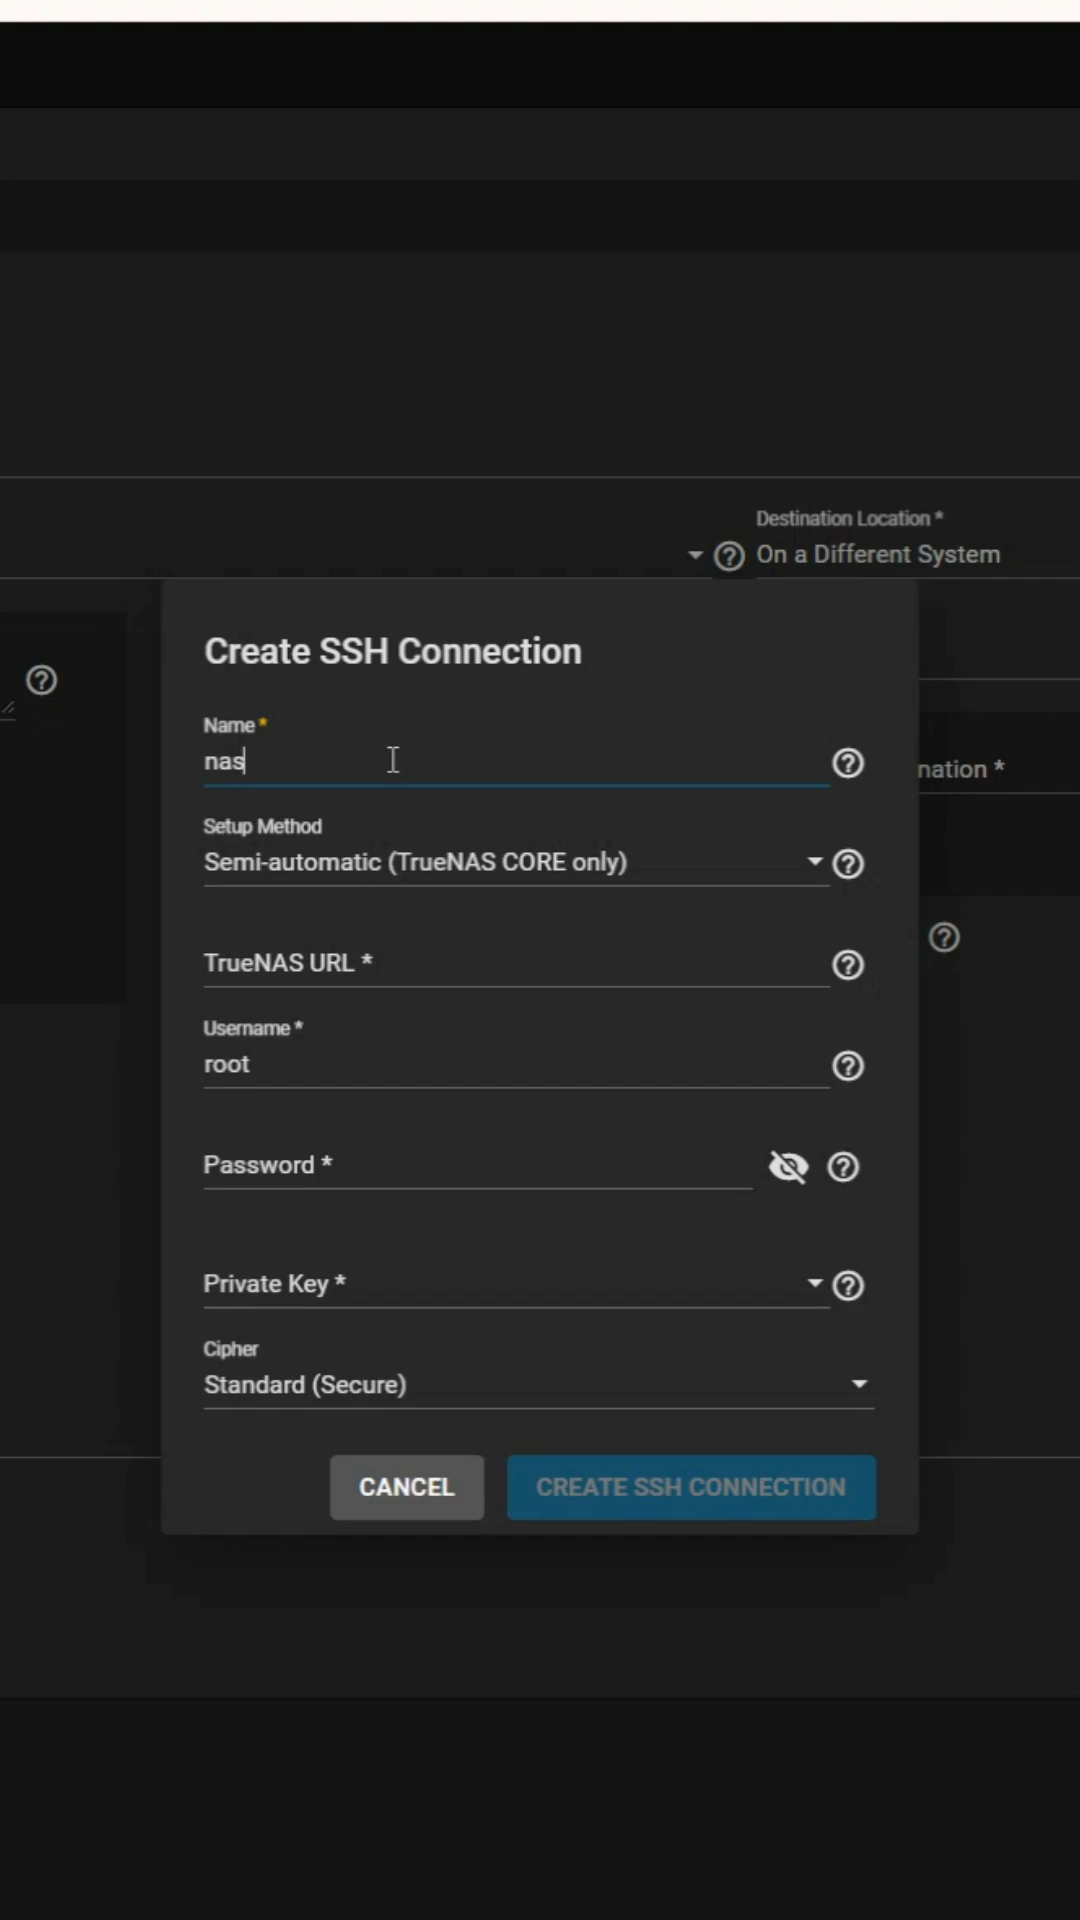 Destination Location *
On a Different System
Create SSH Connection
Name *
nas
nation *
Setup Method
Semi-automatic (TrueNAS CORE only)
TrueNAS URL *
Username *
root
Password *
Private Key *
Cipher
Standard (Secure)
CANCEL
CREATE SSH CONNECTION